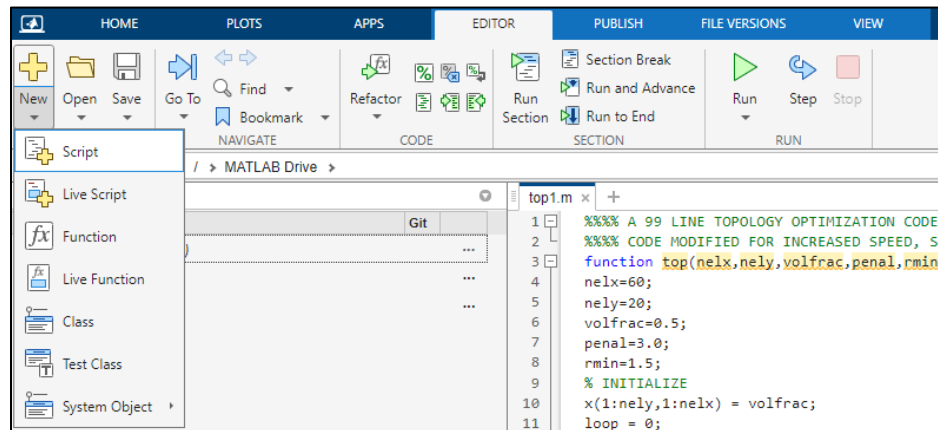 HOME PLOTS APPS EDITOR PUBLISH FILE VERSIONS VIEW
New Open Save Go To Find Bookmark Refactor Run Section Section Break Run and Advance Run to End Run Step Stop
NAVIGATE CODE SECTION RUN
/ > MATLAB Drive >
Script
Live Script
Function
Live Function
Class
Test Class
System Object
Git
)
top1.m × +
1 %%%% A 99 LINE TOPOLOGY OPTIMIZATION CODE
2 %%%% CODE MODIFIED FOR INCREASED SPEED, S
3 function top(nelx,nely,volfrac,penal,rmin
4 nelx=60;
5 nely=20;
6 volfrac=0.5;
7 penal=3.0;
8 rmin=1.5;
9 % INITIALIZE
10 x(1:nely,1:nelx) = volfrac;
11 loop = 0;